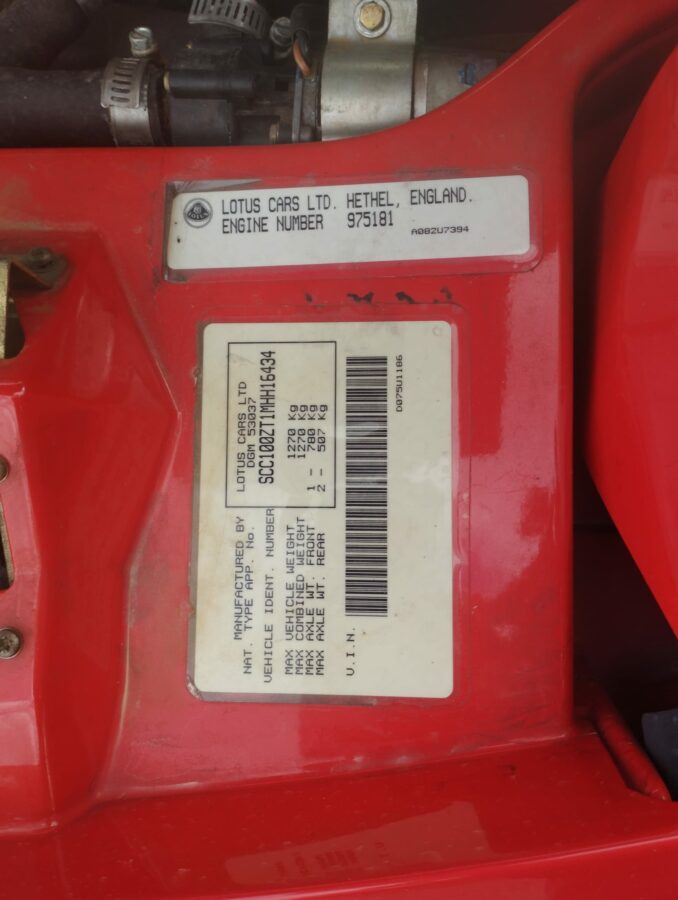 LOTUS CARS LTD. HETHEL, ENGLAND.
ENGINE NUMBER 975181
A082U7394
LOTUS
MANUFACTURED BY LOTUS CARS LTD
NAT. TYPE APP. No. DGM 53037
VEHICLE IDENT. NUMBER SCC100ZT1MHH16434
MAX VEHICLE WEIGHT 1270 Kg
MAX COMBINED WEIGHT 1270 Kg
MAX AXLE WT. FRONT 1 - 780 Kg
MAX AXLE WT. REAR 2 - 507 Kg
V.I.N.
D075U1186